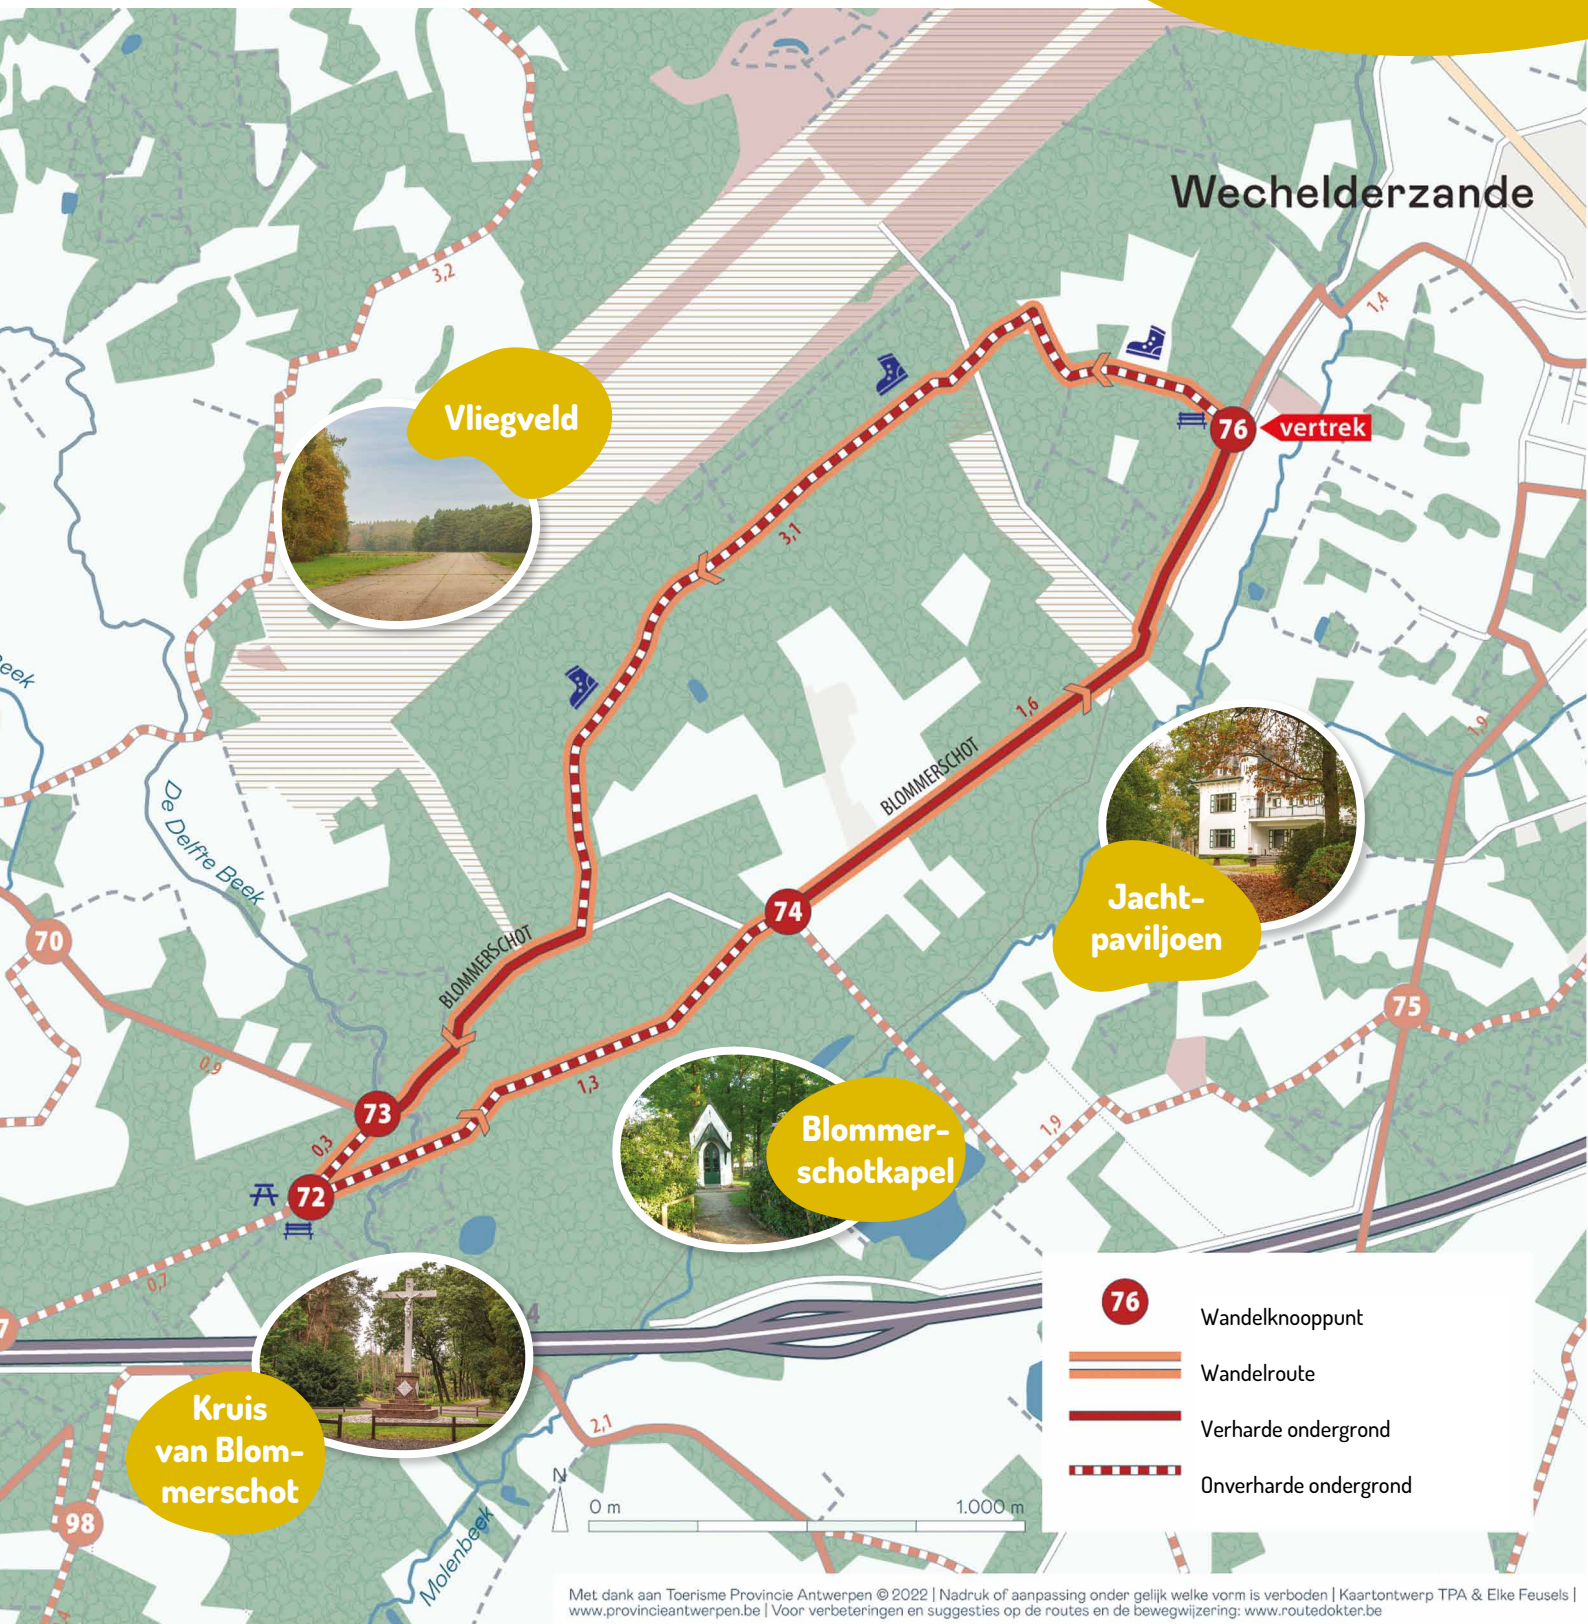 Wechelderzande
3,2
1,4
Vliegveld
76
vertrek
3,1
1,6
1,9
BLOMMERSCHOT
De Delfte Beek
Jacht-
paviljoen
74
BLOMMERSCHOT
70
75
0,9
73
1,3
0,3
1,9
Blommer-
schotkapel
72
0,7
7
4
Kruis
van Blom-
merschot
2,1
98
Molenbeek
N
0 m
1.000 m
76
Wandelknooppunt
Wandelroute
Verharde ondergrond
Onverharde ondergrond
Met dank aan Toerisme Provincie Antwerpen © 2022 | Nadruk of aanpassing onder gelijk welke vorm is verboden | Kaartontwerp TPA & Elke Feusels |
www.provincieantwerpen.be | Voor verbeteringen en suggesties op de routes en de bewegwijzering: www.routedokter.be